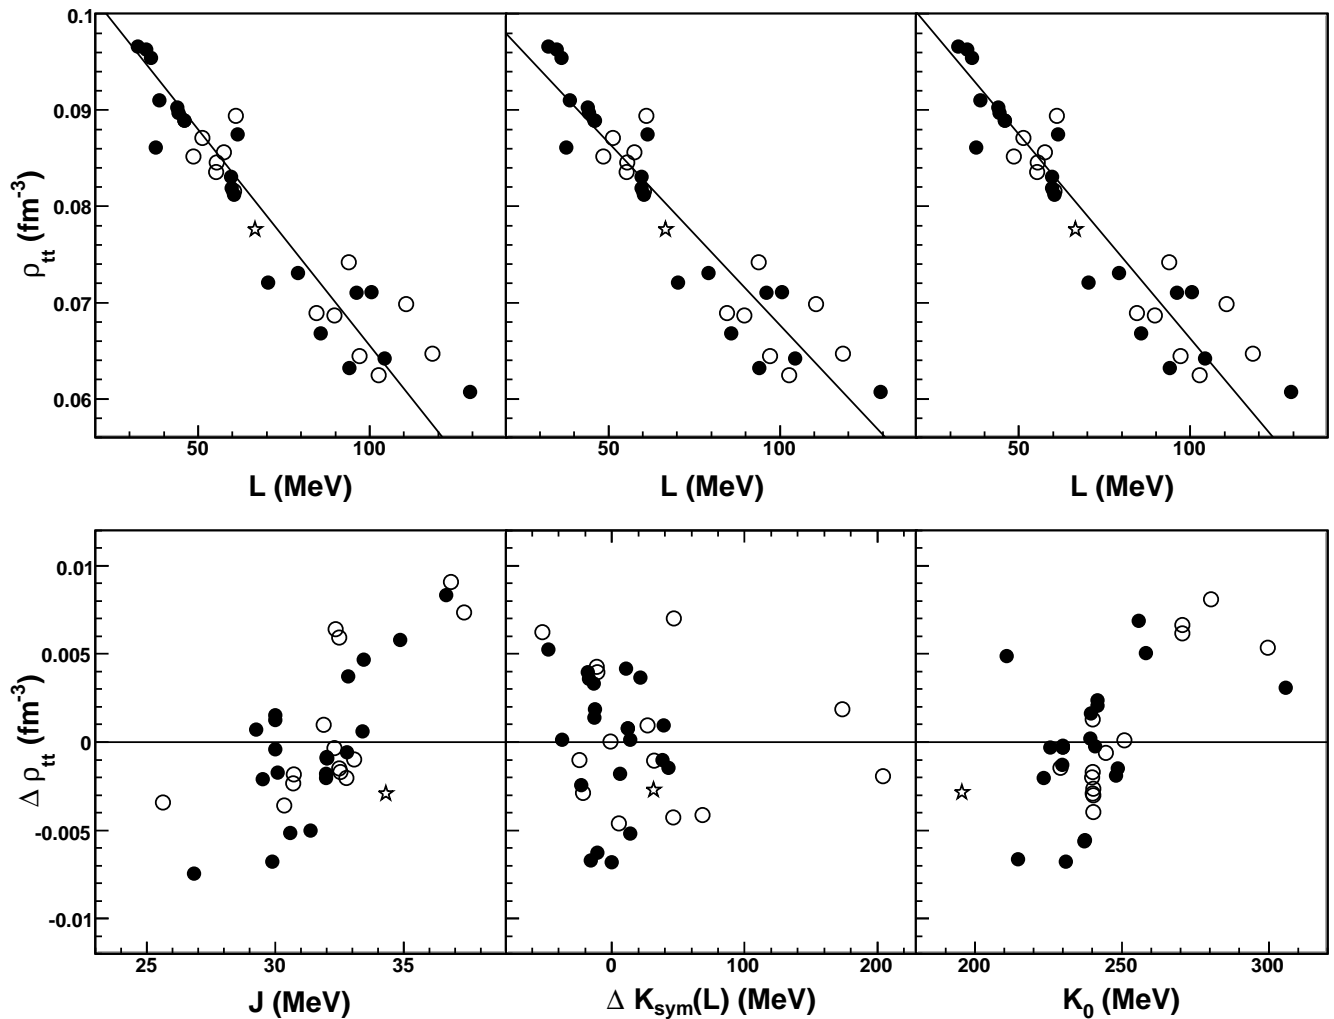 0.1
0.09
0.08
0.07
0.06
ρtt (fm-3)
50 100 50 100 50 100
L (MeV) L (MeV) L (MeV)
0.01
0.005
0
-0.005
-0.01
Δ ρtt (fm-3)
25 30 35 0 100 200 200 250 300
J (MeV) Δ Ksym(L) (MeV) K0 (MeV)